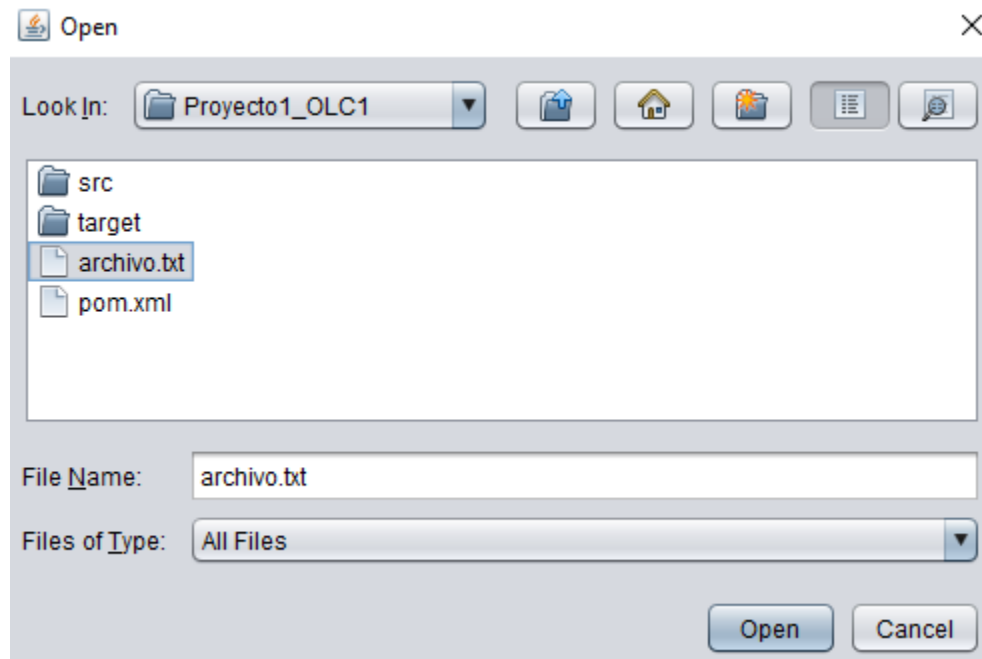 Open
Look In: Proyecto1_OLC1
src
target
archivo.txt
pom.xml
File Name: archivo.txt
Files of Type: All Files
Open Cancel